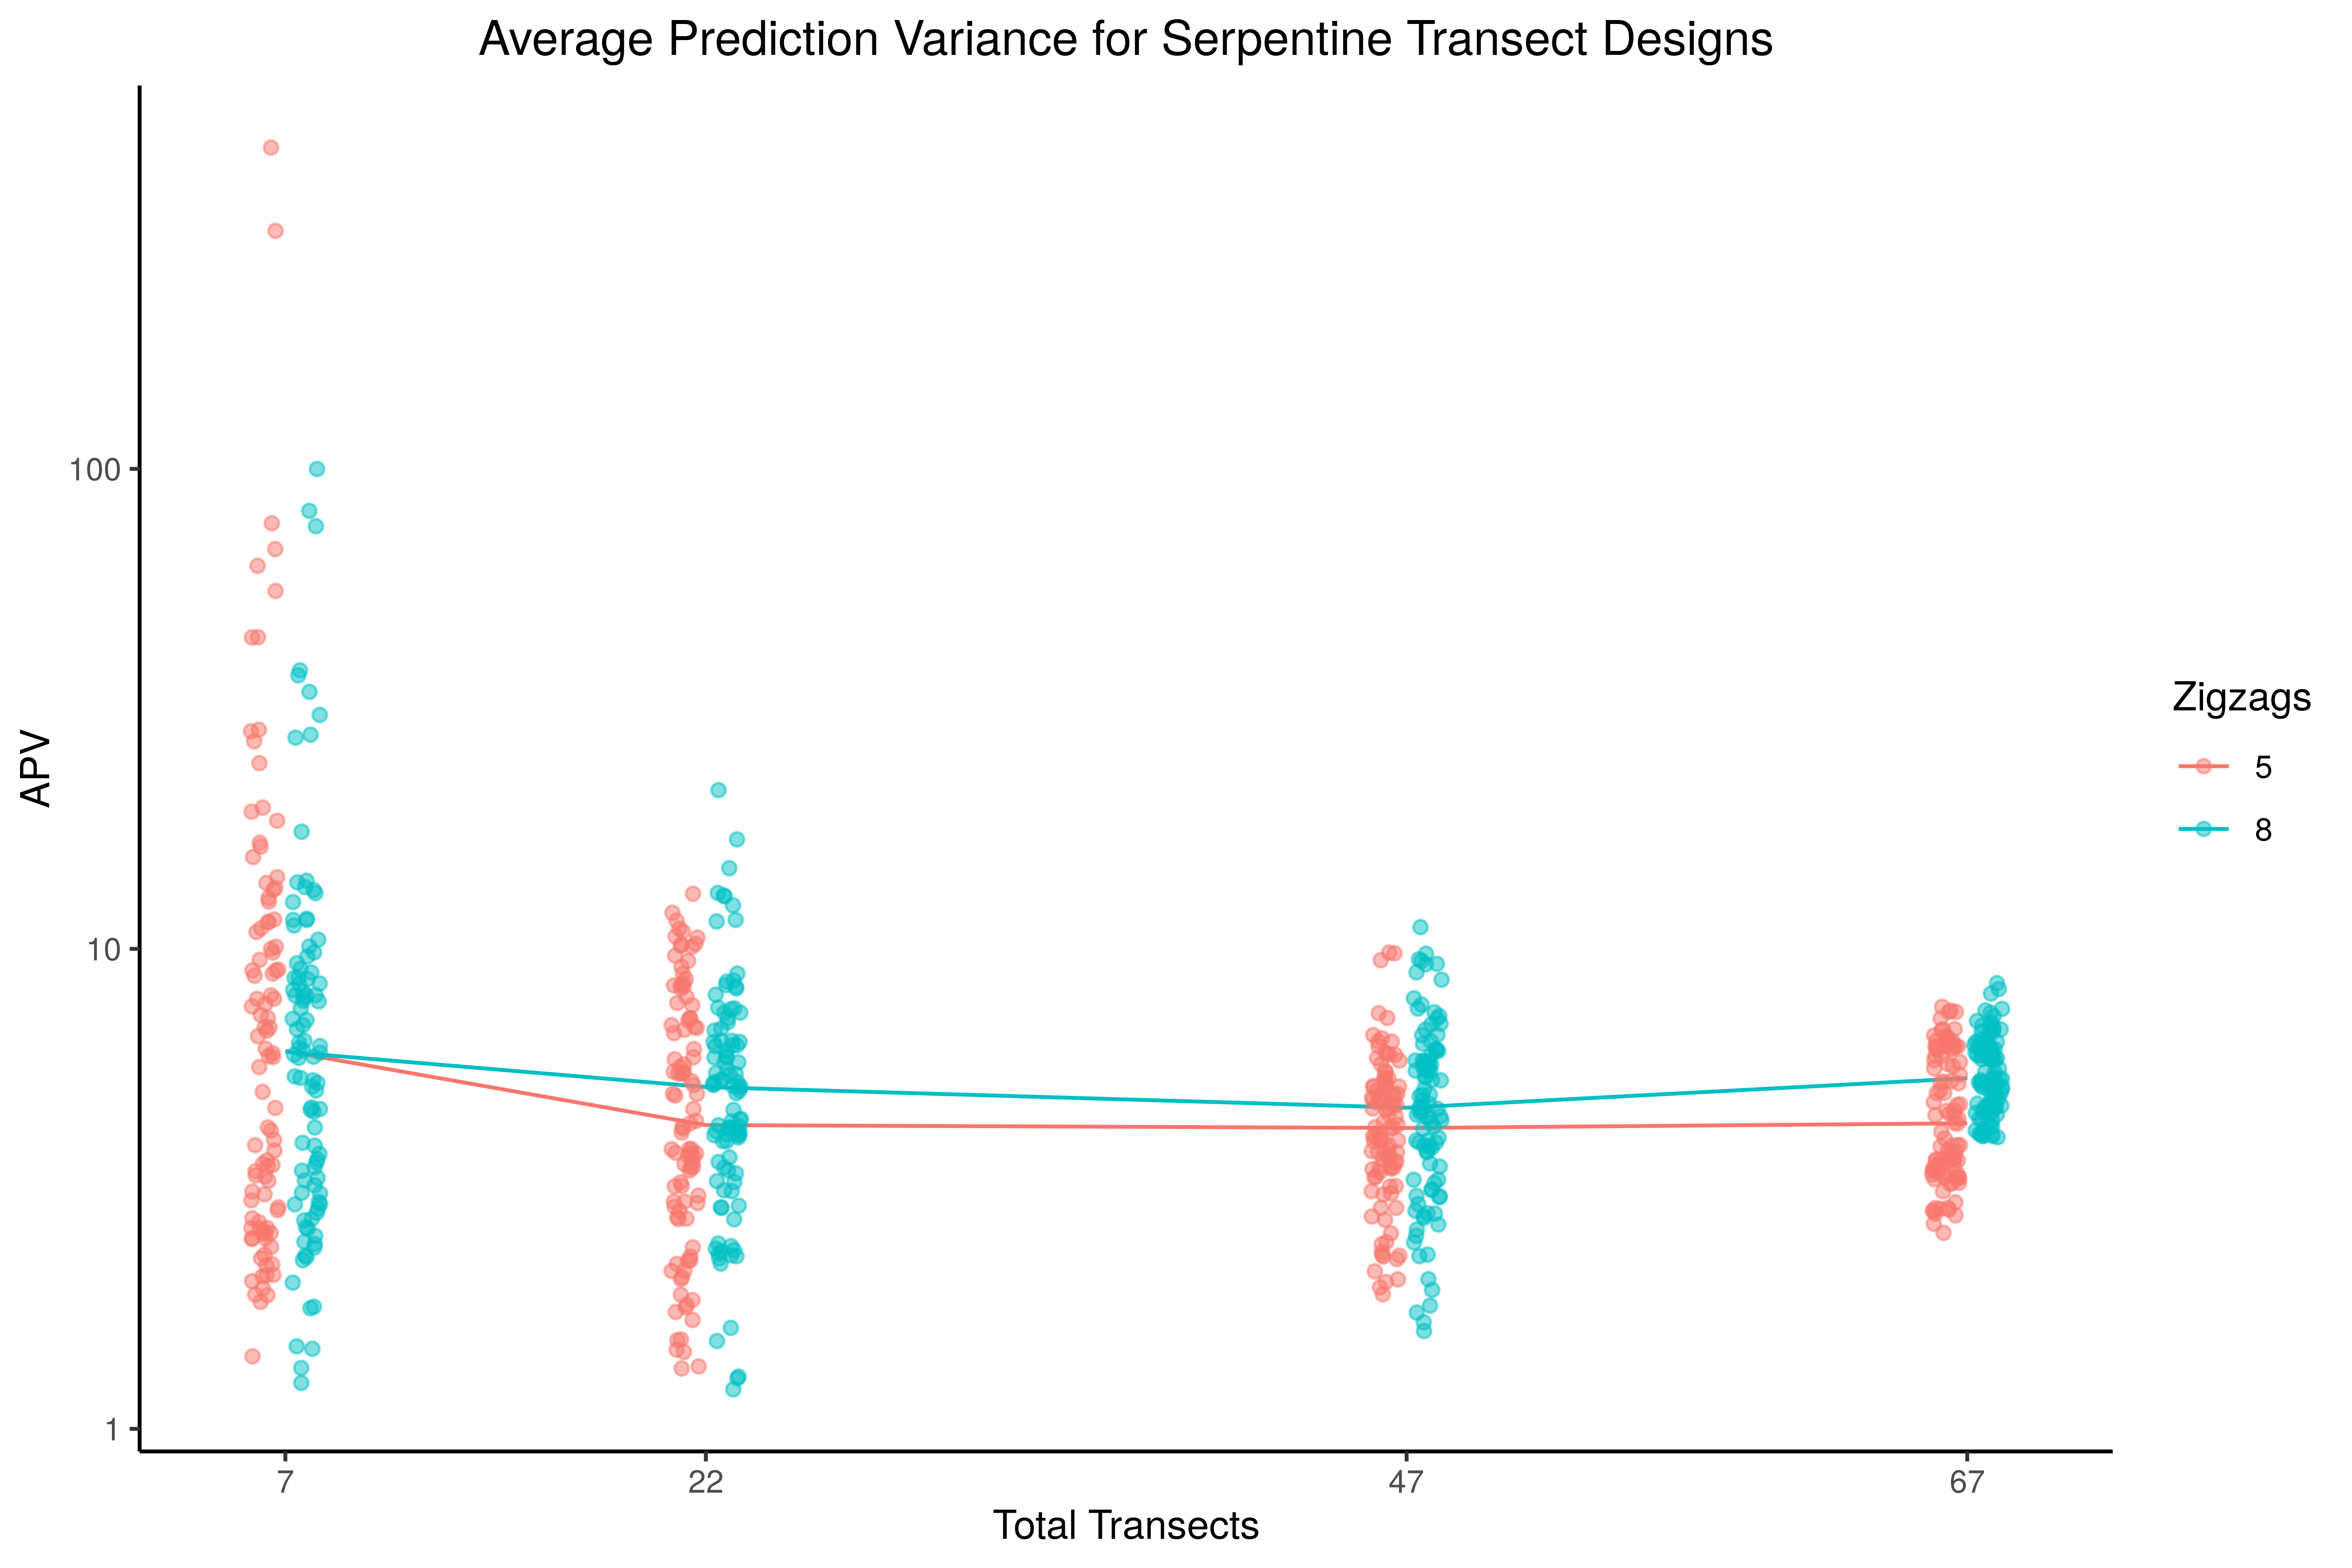 Average Prediction Variance for Serpentine Transect Designs
APV
100
10
1
7
22
47
67
Total Transects
Zigzags
5
8